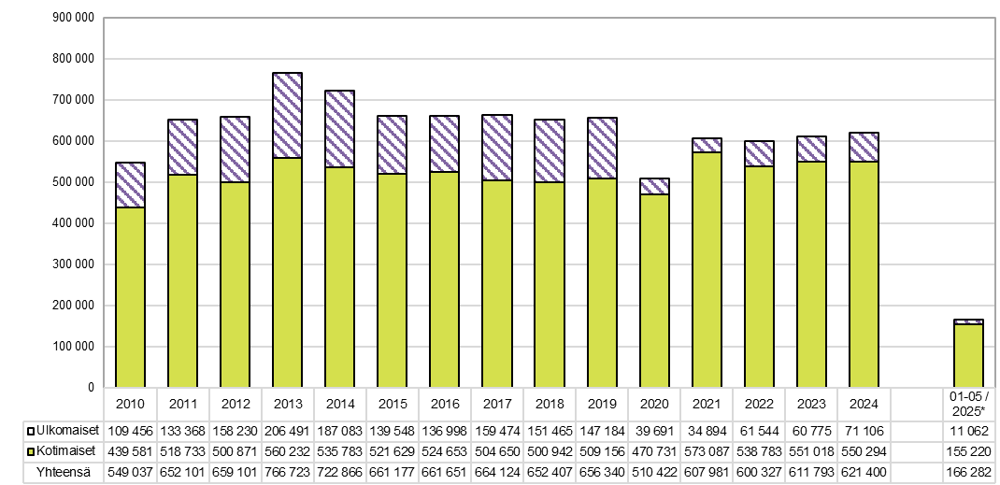 900 000
800 000
700 000
600 000
500 000
400 000
300 000
200 000
100 000
0
2010 2011 2012 2013 2014 2015 2016 2017 2018 2019 2020 2021 2022 2023 2024 01-05 /
2025*
Ulkomaiset 109 456 133 368 158 230 206 491 187 083 139 548 136 998 159 474 151 465 147 184 39 691 34 894 61 544 60 775 71 106 11 062
Kotimaiset 439 581 518 733 500 871 560 232 535 783 521 629 524 653 504 650 500 942 509 156 470 731 573 087 538 783 551 018 550 294 155 220
Yhteensä 549 037 652 101 659 101 766 723 722 866 661 177 661 651 664 124 652 407 656 340 510 422 607 981 600 327 611 793 621 400 166 282